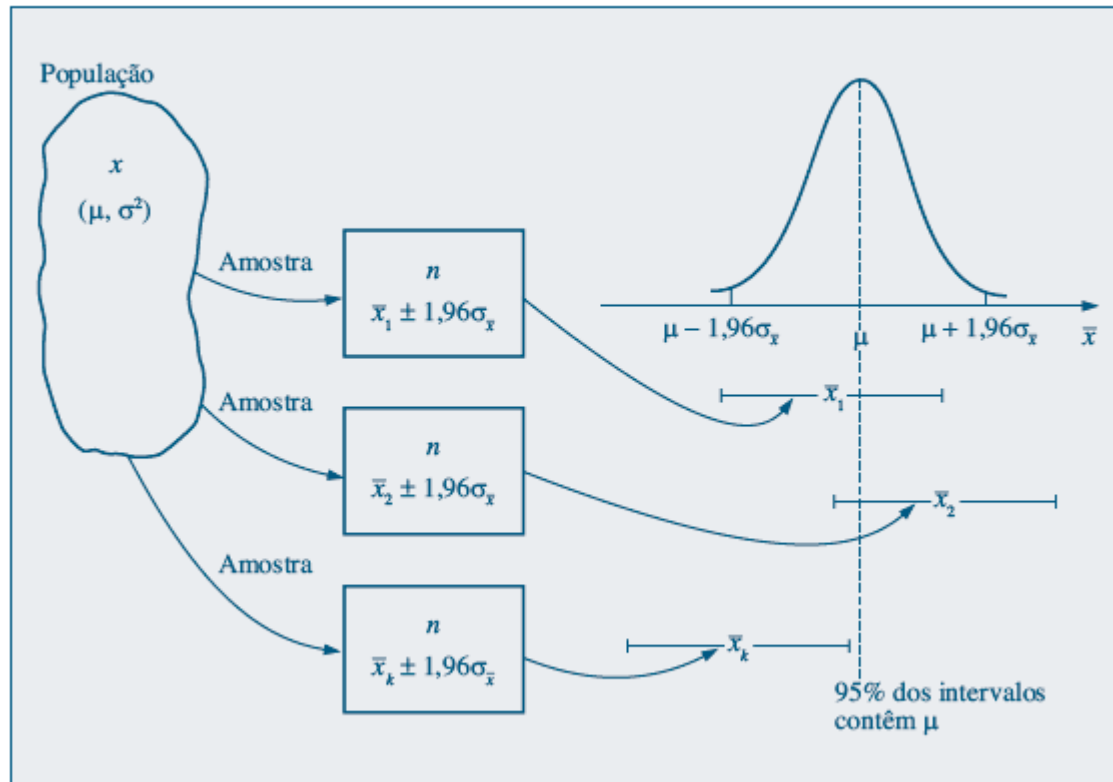 População
x
(μ, σ²)
Amostra
n
x̅₁ ± 1,96σₓ̅
Amostra
n
x̅₂ ± 1,96σₓ̅
Amostra
n
x̅ₖ ± 1,96σₓ̅
μ − 1,96σₓ̅ μ μ + 1,96σₓ̅ x̅
x̅₁
x̅₂
x̅ₖ
95% dos intervalos
contêm μ